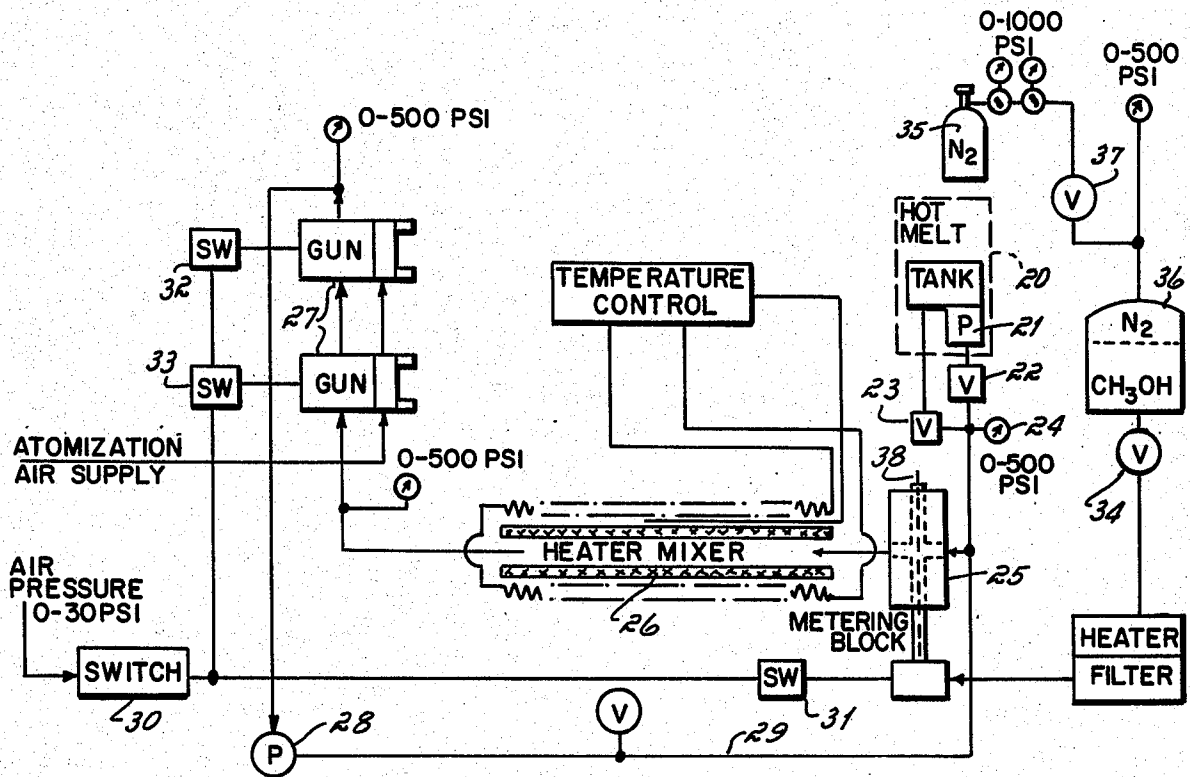 0-1000
PSI
0-500
PSI
0-500 PSI
35
N2
37
V
HOT
MELT
20
SW
GUN
32
27
TEMPERATURE
CONTROL
TANK
P
21
36
N2
CH3OH
33
SW
GUN
V
22
23
V
24
0-500
PSI
V
34
ATOMIZATION
AIR SUPPLY
0-500 PSI
38
HEATER MIXER
25
26
AIR
PRESSURE
0-30PSI
METERING
BLOCK
HEATER
FILTER
SWITCH
30
SW
31
V
P
28
29